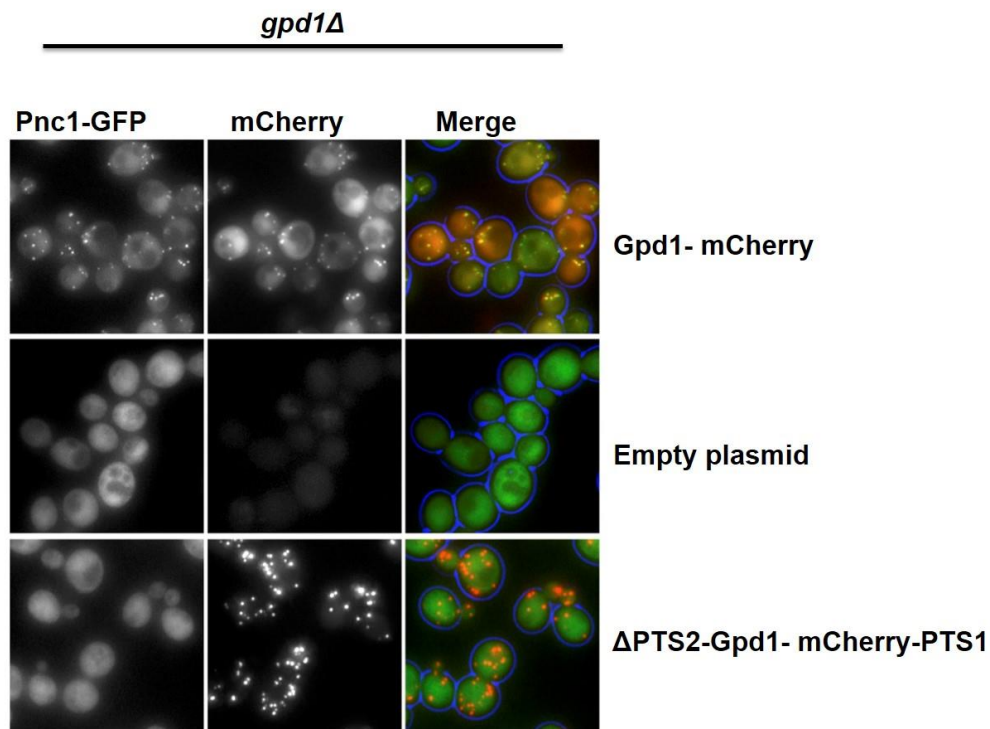 gpd1Δ
Pnc1-GFP mCherry Merge
Gpd1- mCherry
Empty plasmid
ΔPTS2-Gpd1- mCherry-PTS1